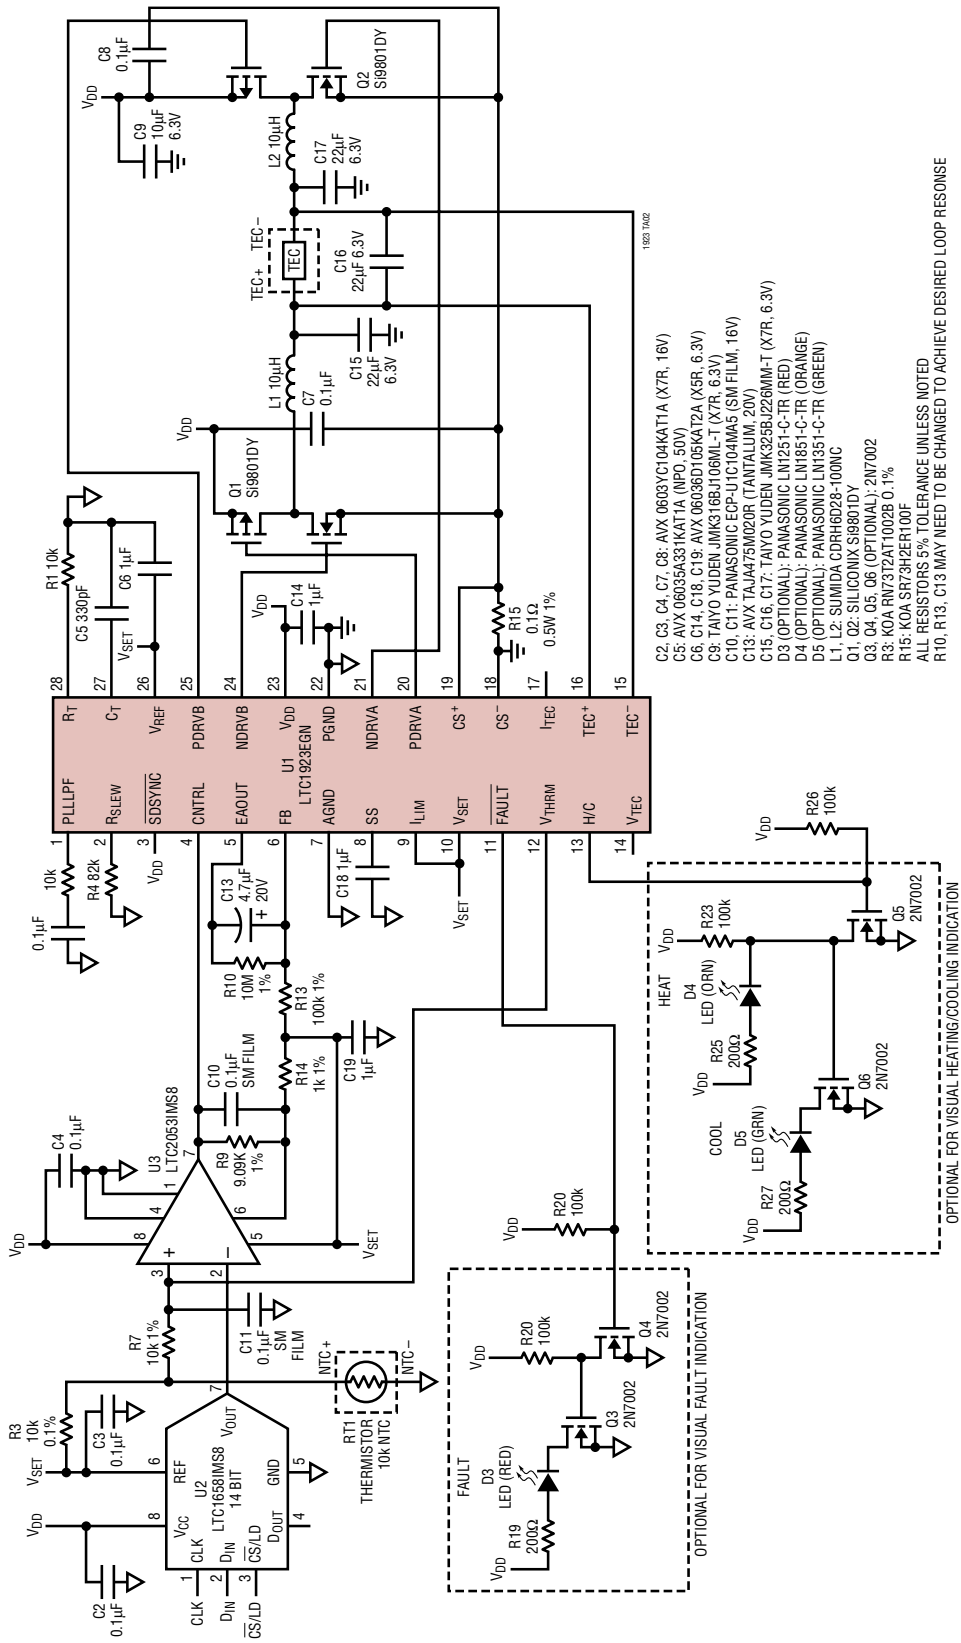 VDD
C2
0.1µF
CLK
DIN
CS/LD
1
2
3
CLK
DIN
CS/LD
VCC
8
U2
LTC1658IMS8
14 BIT
REF
6
GND
5
DOUT
4
VOUT
7
VSET
R3
10k
0.1%
C3
0.1µF
RT1
THERMISTOR
10k NTC
NTC+
NTC−
R7
10k 1%
C11
0.1µF
SM
FILM
VDD
C4
0.1µF
U3
LTC2053IMS8
3
2
8
4
1
7
6
5
+
−
VSET
R9
9.09K
1%
C10
0.1µF
SM FILM
R14
1k 1%
C19
1µF
R13
100k 1%
R10
10M
1%
C13
4.7µF
20V
+
0.1µF
10k
R4 82k
VDD
C18 1µF
VSET
1
2
3
4
5
6
7
8
9
10
11
12
13
14
PLLLPF
RSLEW
SDSYNC
CNTRL
EAOUT
FB
AGND
SS
ILIM
VSET
FAULT
VTHRM
H/C
VTEC
U1
LTC1923EGN
RT
CT
VREF
PDRVB
NDRVB
VDD
PGND
NDRVA
PDRVA
CS+
CS−
ITEC
TEC+
TEC−
28
27
26
25
24
23
22
21
20
19
18
17
16
15
R1 10k
C5 330pF
C6 1µF
VSET
VDD
C14
1µF
R15
0.1Ω
0.5W 1%
VDD
Q1
Si9801DY
C7
0.1µF
L1 10µH
C15
22µF
6.3V
TEC+
TEC−
TEC
C16
22µF 6.3V
C17
22µF
6.3V
L2 10µH
Q2
Si9801DY
VDD
C9
10µF
6.3V
C8
0.1µF
1923 TA02
VDD
R20
100k
FAULT
VDD
R19
200Ω
D3
LED (RED)
Q3
2N7002
VDD
R20
100k
Q4
2N7002
OPTIONAL FOR VISUAL FAULT INDICATION
VDD
R26
100k
HEAT
VDD
R25
200Ω
D4
LED (ORN)
VDD
R23
100k
Q5
2N7002
COOL
VDD
R27
200Ω
D5
LED (GRN)
Q6
2N7002
OPTIONAL FOR VISUAL HEATING/COOLING INDICATION
C2, C3, C4, C7, C8: AVX 0603YC104KAT1A (X7R, 16V)
C5: AVX 06035A331KAT1A (NPO, 50V)
C6, C14, C18, C19: AVX 06036D105KAT2A (X5R, 6.3V)
C9: TAIYO YUDEN JMK316BJ106ML-T (X7R, 6.3V)
C10, C11: PANASONIC ECP-U1C104MA5 (SM FILM, 16V)
C13: AVX TAJA475M020R (TANTALUM, 20V)
C15, C16, C17: TAIYO YUDEN JMK325BJ226MM-T (X7R, 6.3V)
D3 (OPTIONAL): PANASONIC LN1251-C-TR (RED)
D4 (OPTIONAL): PANASONIC LN1851-C-TR (ORANGE)
D5 (OPTIONAL): PANASONIC LN1351-C-TR (GREEN)
L1, L2: SUMIDA CDRH6D28-100NC
Q1, Q2: SILICONIX Si9801DY
Q3, Q4, Q5, Q6 (OPTIONAL): 2N7002
R3: KOA RN73T2AT1002B 0.1%
R15: KOA SR73H2ER100F
ALL RESISTORS 5% TOLERANCE UNLESS NOTED
R10, R13, C13 MAY NEED TO BE CHANGED TO ACHIEVE DESIRED LOOP RESONSE